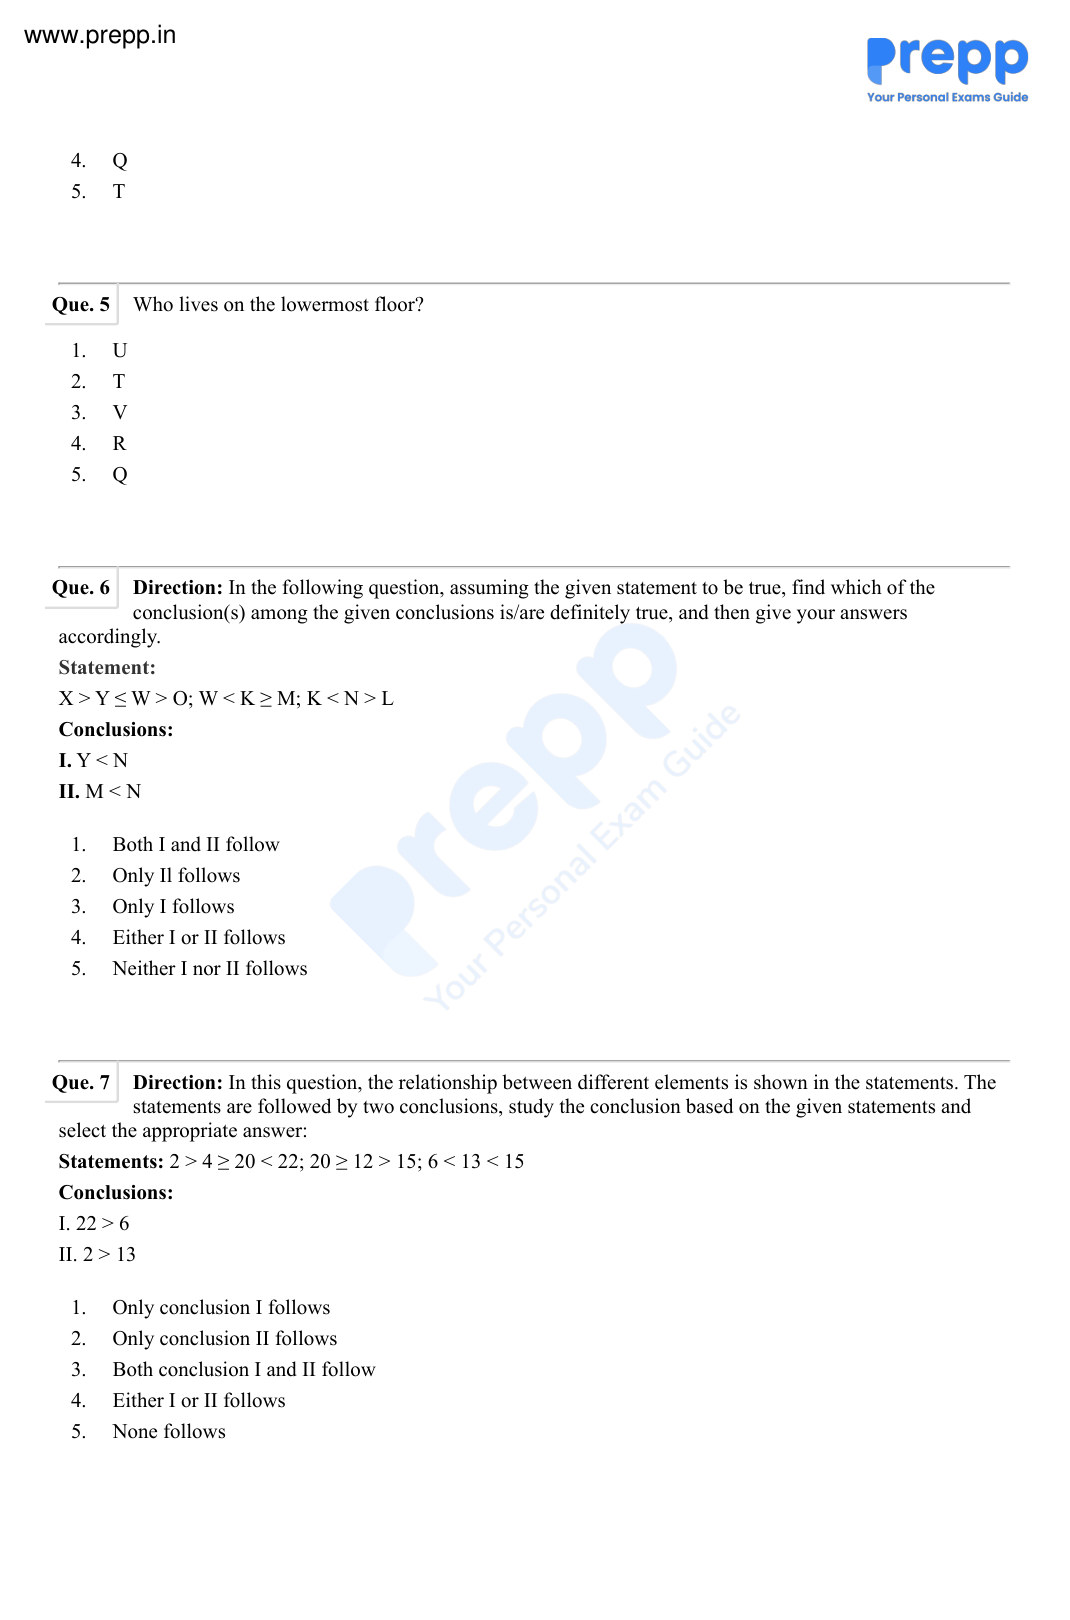 www.prepp.in
Prepp
Your Personal Exams Guide
4. Q
5. T
Que. 5 Who lives on the lowermost floor?
1. U
2. T
3. V
4. R
5. Q
Que. 6 Direction: In the following question, assuming the given statement to be true, find which of the
conclusion(s) among the given conclusions is/are definitely true, and then give your answers
accordingly.
Statement:
X > Y ≤ W > O; W < K ≥ M; K < N > L
Conclusions:
I. Y < N
II. M < N
1. Both I and II follow
2. Only Il follows
3. Only I follows
4. Either I or II follows
5. Neither I nor II follows
prepp
Your Personal Exam Guide
Que. 7 Direction: In this question, the relationship between different elements is shown in the statements. The
statements are followed by two conclusions, study the conclusion based on the given statements and
select the appropriate answer:
Statements: 2 > 4 ≥ 20 < 22; 20 ≥ 12 > 15; 6 < 13 < 15
Conclusions:
I. 22 > 6
II. 2 > 13
1. Only conclusion I follows
2. Only conclusion II follows
3. Both conclusion I and II follow
4. Either I or II follows
5. None follows